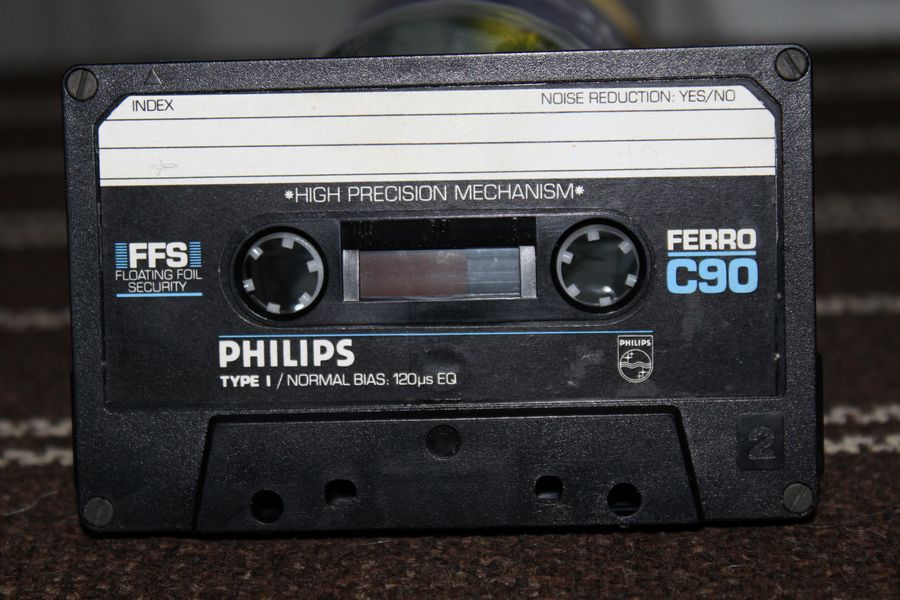 INDEX
NOISE REDUCTION: YES/NO
*HIGH PRECISION MECHANISM*
FFS
FLOATING FOIL
SECURITY
FERRO
C90
PHILIPS
TYPE I / NORMAL BIAS: 120µs EQ
PHILIPS
2